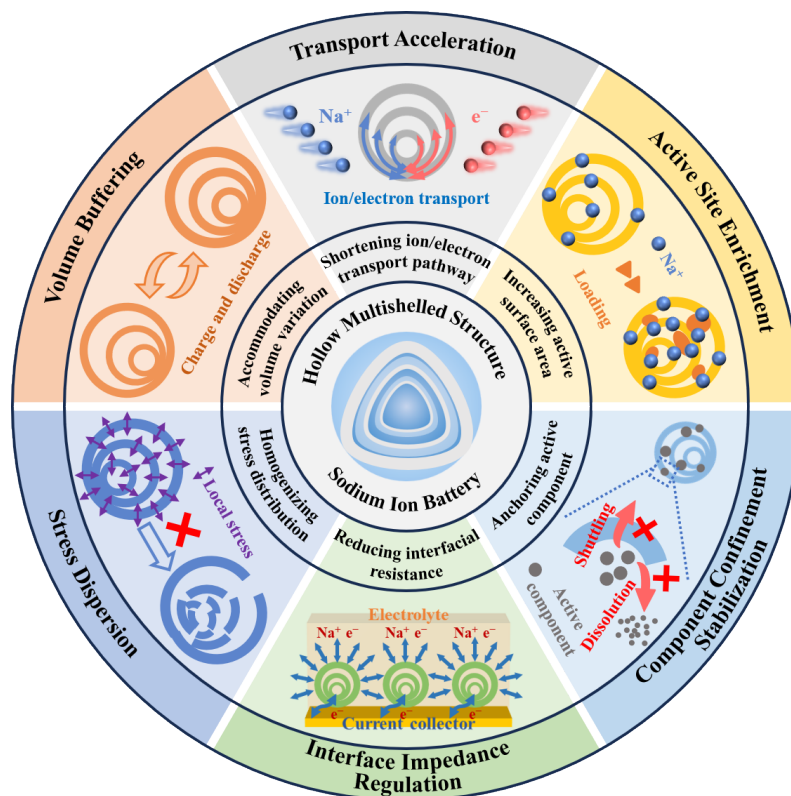 Transport Acceleration
Na⁺
e⁻
Ion/electron transport
Shortening ion/electron
transport pathway
Active Site Enrichment
Na⁺
Loading
Increasing active
surface area
Component Confinement
Stabilization
Shuttling
Dissolution
Active
component
Anchoring active
component
Interface Impedance
Regulation
Reducing interfacial
resistance
Electrolyte
Na⁺ e⁻ Na⁺ e⁻ Na⁺ e⁻
e⁻ e⁻ e⁻
Current collector
Stress Dispersion
Local stress
Homogenizing
stress distribution
Volume Buffering
Charge and discharge
Accommodating
volume variation
Hollow Multishelled Structure
Sodium Ion Battery